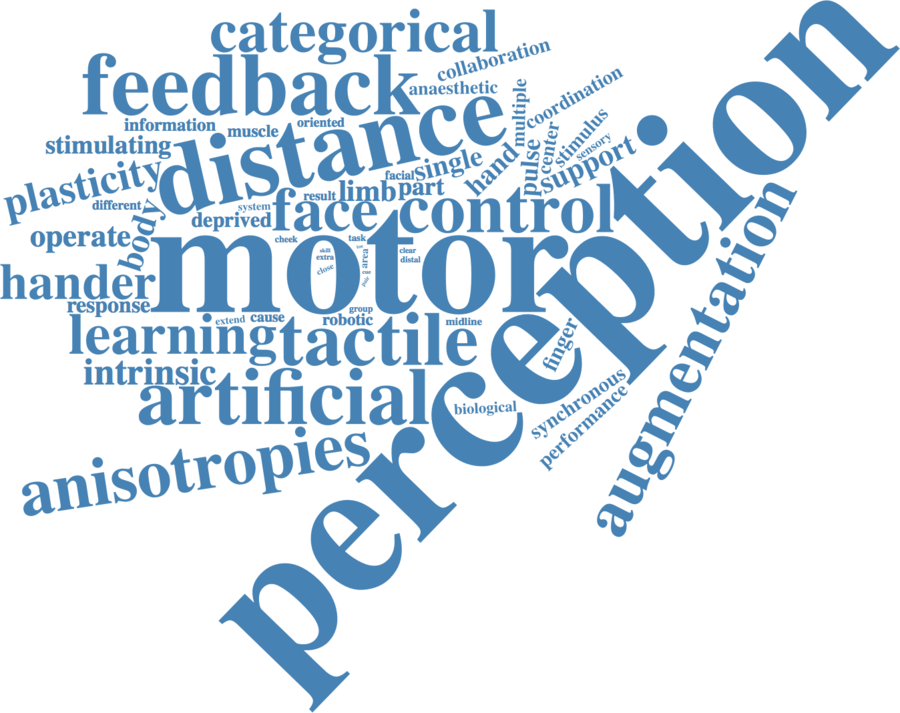 categorical
collaboration
feedback
anaesthetic
multiple
coordination
information
muscle
oriented
distance
stimulating
center
stimulus
sensory
plasticity
facial
single
hand
pulse
support
different
result
limb
part
system
deprived
face
control
body
operate
cheek
task
motor
skill
extra
close
area
cue
clear
distal
hander
response
extend
cause
group
robotic
midline
learning
tactile
finger
intrinsic
artificial
biological
synchronous
performance
anisotropies
perception
augmentation